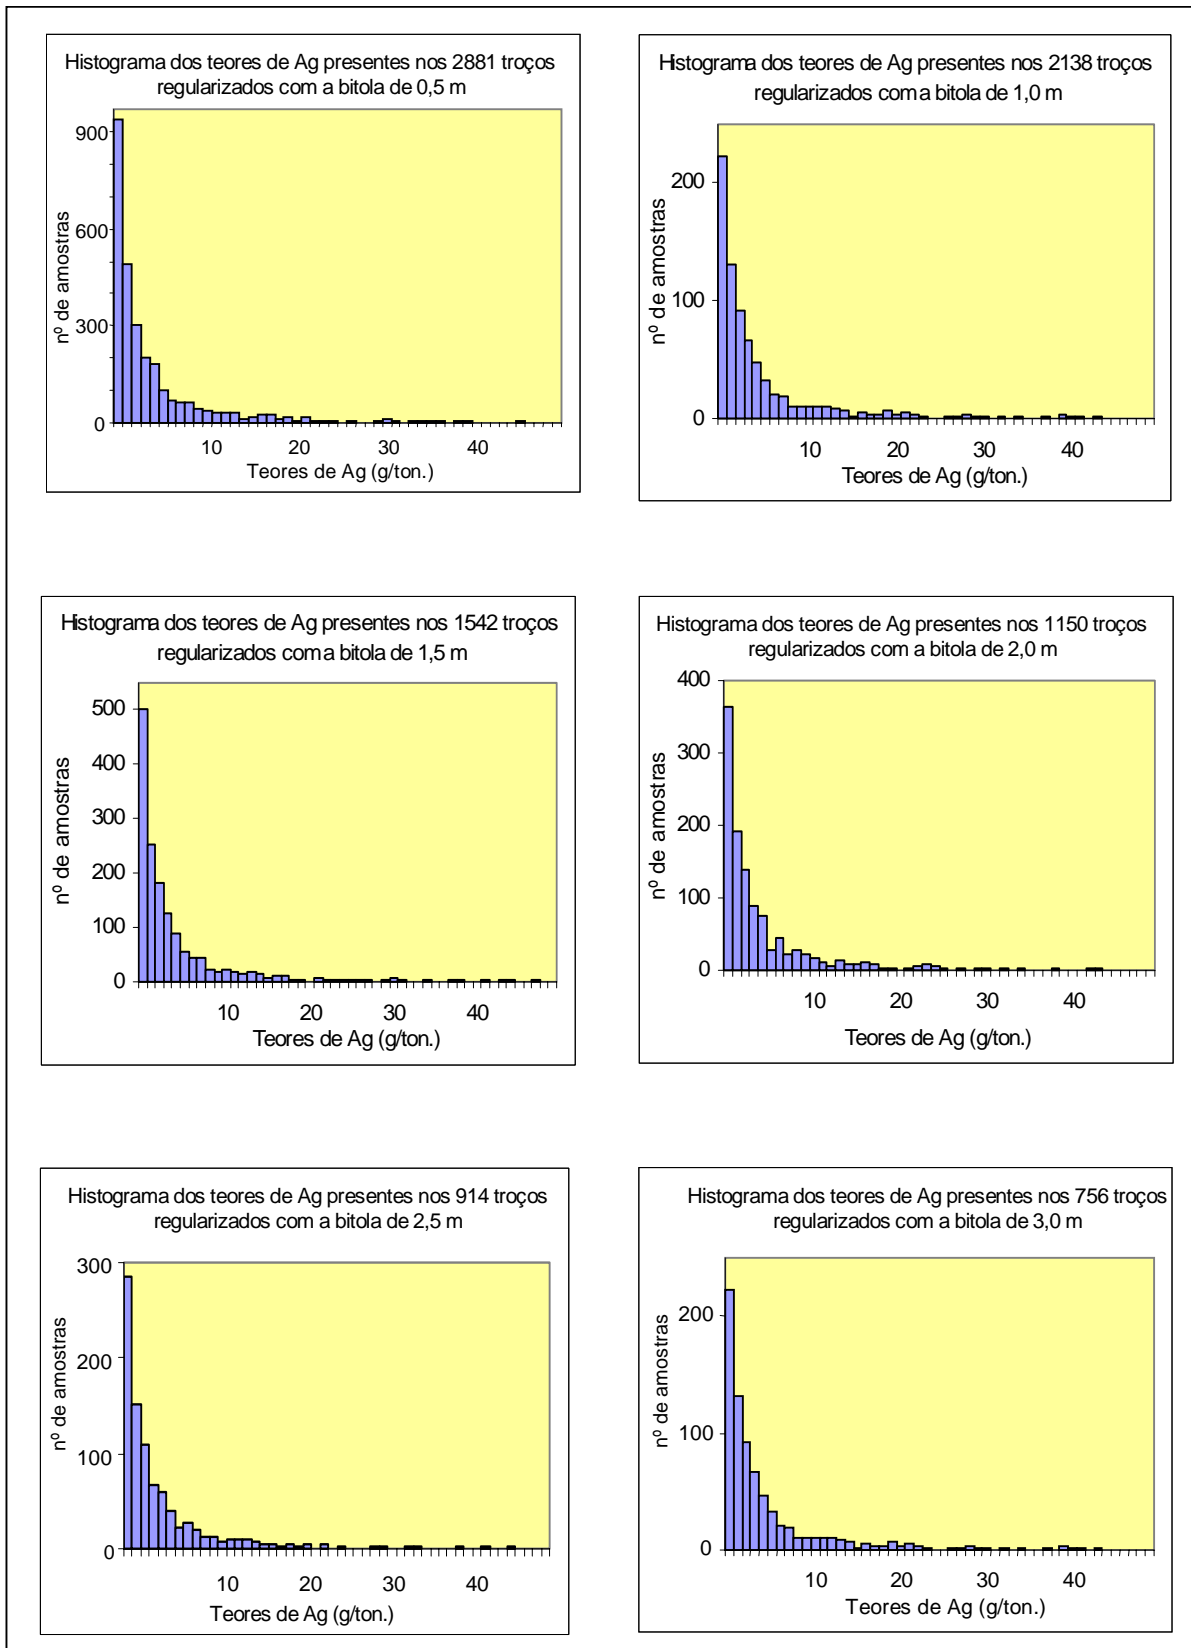 Histograma dos teores de Ag presentes nos 2881 troços
regularizados com a bitola de 0,5 m
900
600
300
0
nº de amostras
10 20 30 40
Teores de Ag (g/ton.)
Histograma dos teores de Ag presentes nos 2138 troços
regularizados com a bitola de 1,0 m
200
100
0
nº de amostras
10 20 30 40
Teores de Ag (g/ton.)
Histograma dos teores de Ag presentes nos 1542 troços
regularizados com a bitola de 1,5 m
500
400
300
200
100
0
nº de amostras
10 20 30 40
Teores de Ag (g/ton.)
Histograma dos teores de Ag presentes nos 1150 troços
regularizados com a bitola de 2,0 m
400
300
200
100
0
nº de amostras
10 20 30 40
Teores de Ag (g/ton.)
Histograma dos teores de Ag presentes nos 914 troços
regularizados com a bitola de 2,5 m
300
200
100
0
nº de amostras
10 20 30 40
Teores de Ag (g/ton.)
Histograma dos teores de Ag presentes nos 756 troços
regularizados com a bitola de 3,0 m
200
100
0
nº de amostras
10 20 30 40
Teores de Ag (g/ton.)